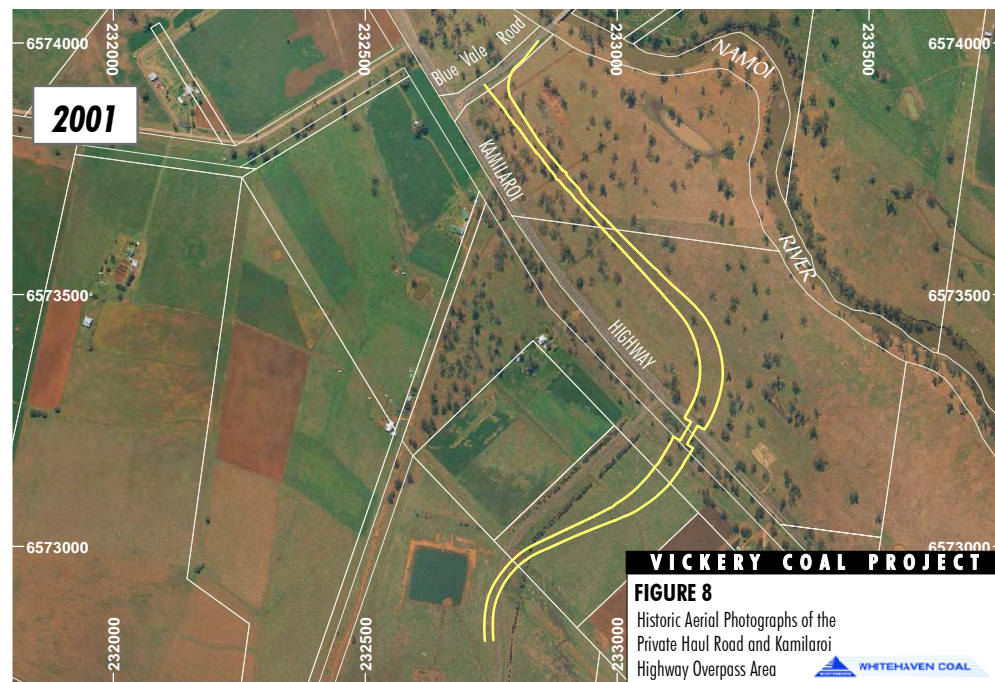 232000
232500
233000
233500
6574000
6574000
Blue Vale Road
NAMOI
2001
KAMILAROI
RIVER
6573500
6573500
HIGHWAY
6573000
6573000
VICKERY COAL PROJECT
FIGURE 8
Historic Aerial Photographs of the
Private Haul Road and Kamilaroi
Highway Overpass Area
WHITEHAVEN COAL
232000
232500
233000